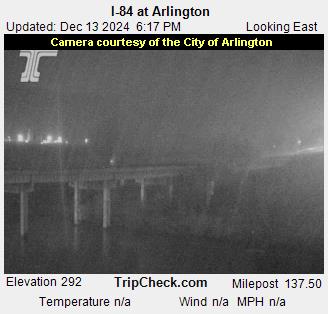 I-84 at Arlington
Updated: Dec 13 2024 6:17 PM Looking East
Camera courtesy of the City of Arlington
Elevation 292 TripCheck.com Milepost 137.50
Temperature n/a Wind n/a MPH n/a